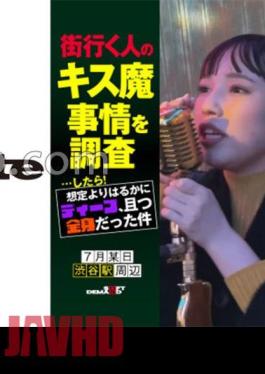 街行く人の
キス魔
事情を
調査
…したら!
想定よりはるかに
ディープ、且つ
全身だった件
7月某日
渋谷駅 周辺
JAVHD